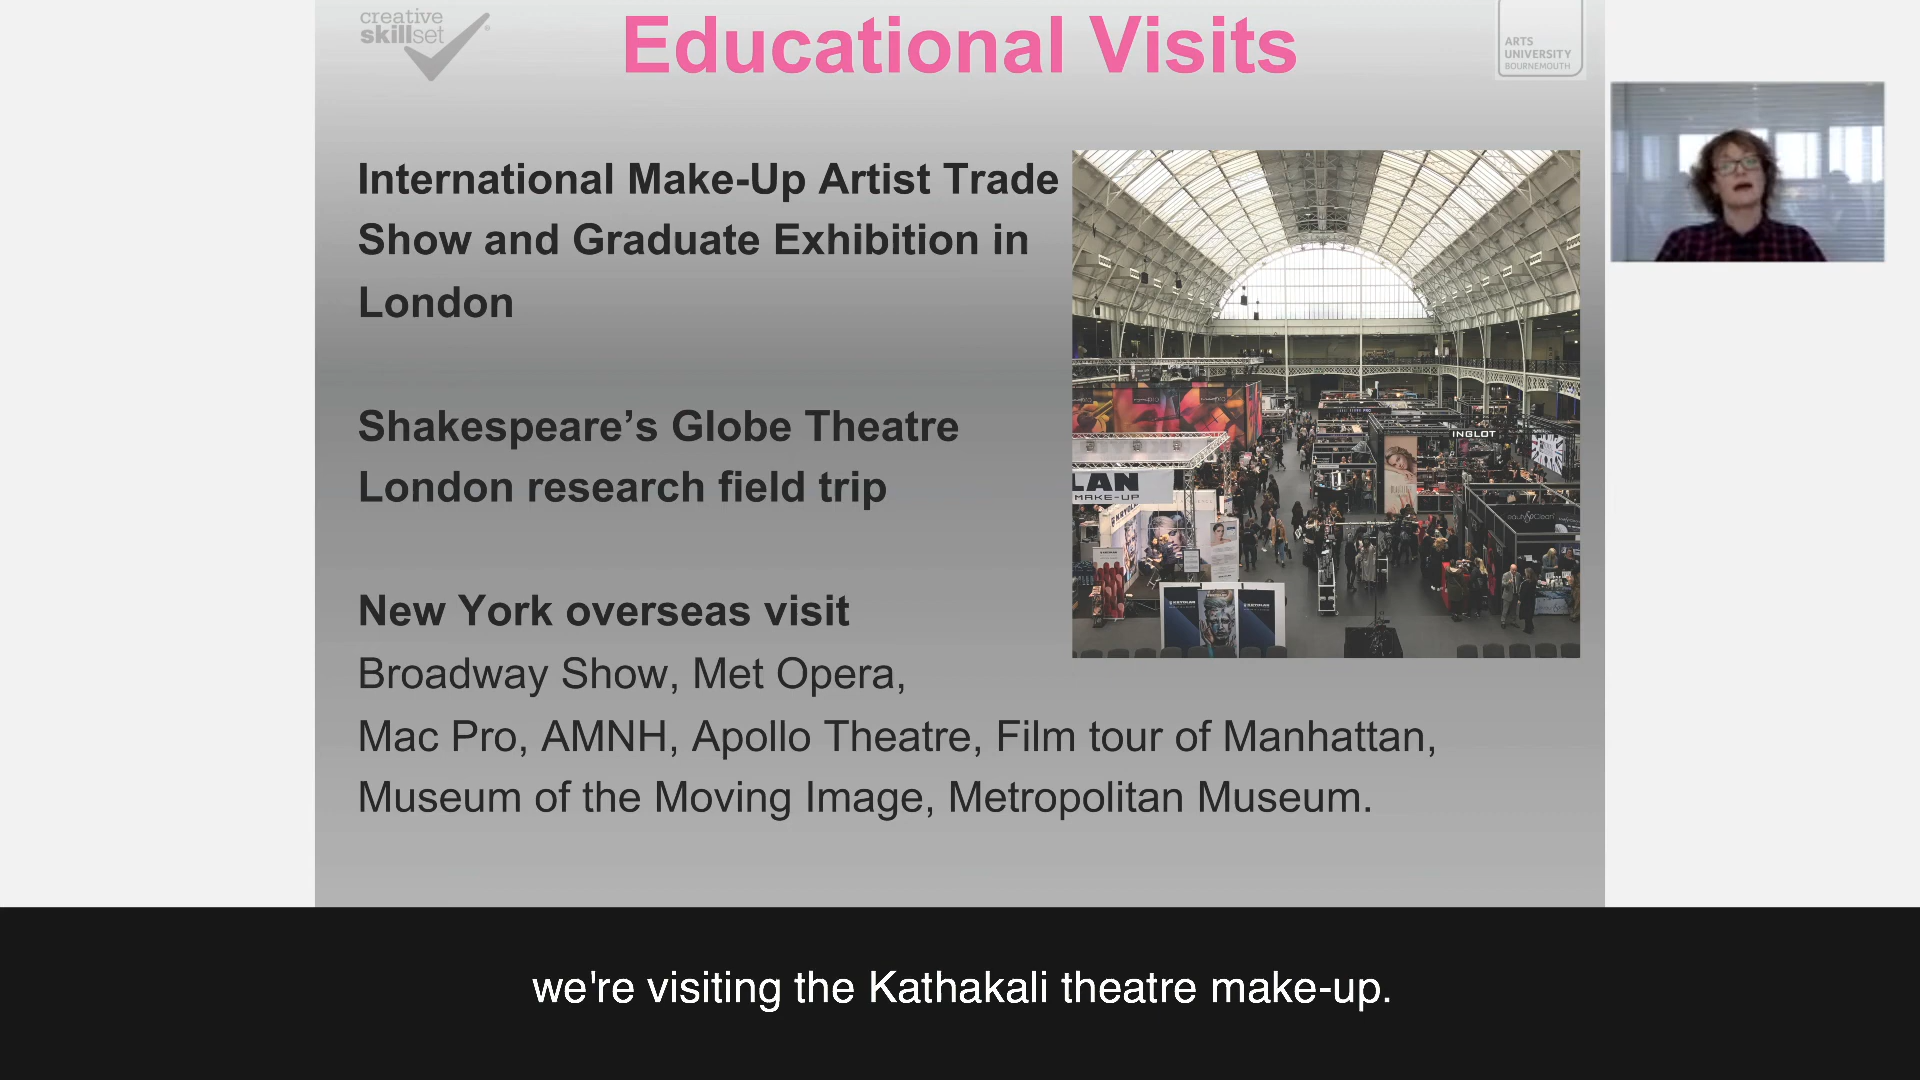 creative
skillset
Educational Visits
ARTS
UNIVERSITY
BOURNEMOUTH
International Make-Up Artist Trade
Show and Graduate Exhibition in
London
INGLOT
LAN
MAKE-UP
Shakespeare’s Globe Theatre
London research field trip
New York overseas visit
Broadway Show, Met Opera,
Mac Pro, AMNH, Apollo Theatre, Film tour of Manhattan,
Museum of the Moving Image, Metropolitan Museum.
we're visiting the Kathakali theatre make-up.